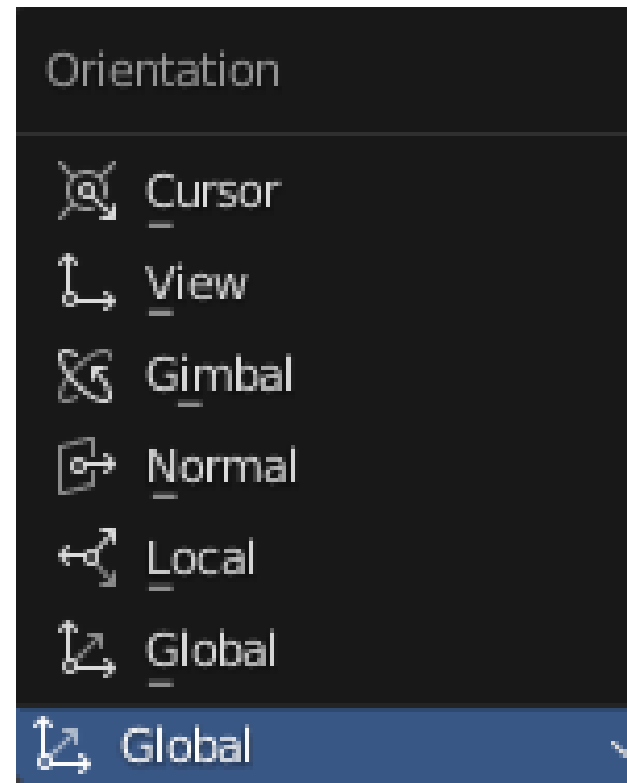 Orientation
Cursor
View
Gimbal
Normal
Local
Global
Global